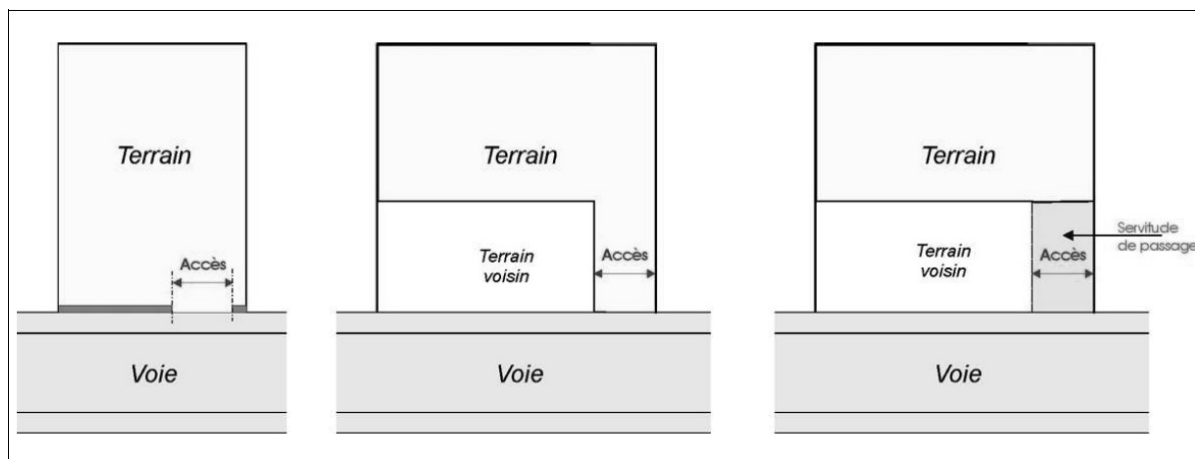 Terrain
Accès
Voie
Terrain
Terrain
voisin
Accès
Voie
Terrain
Terrain
voisin
Accès
Servitude
de passage
Voie